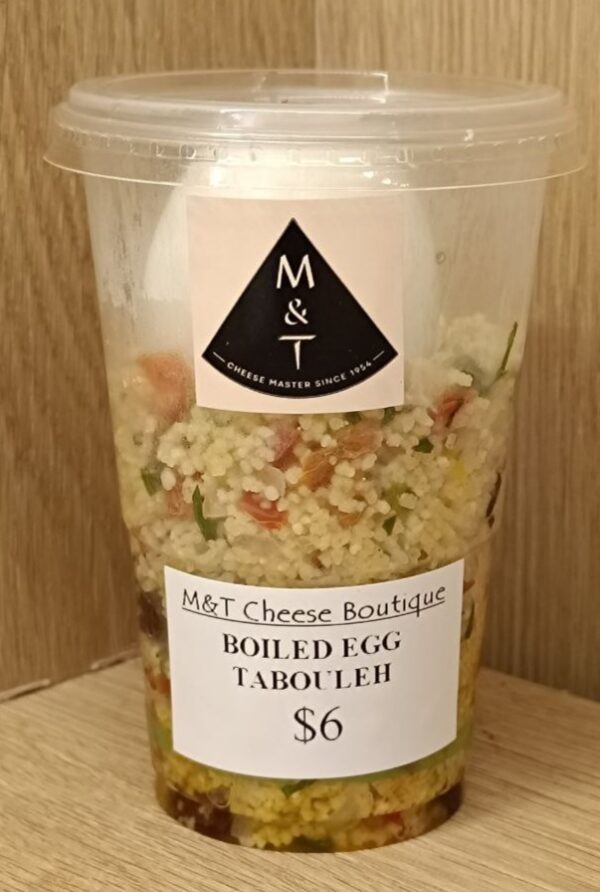 M
&
T
CHEESE MASTER SINCE 1954
M&T Cheese Boutique
BOILED EGG
TABOULEH
$6